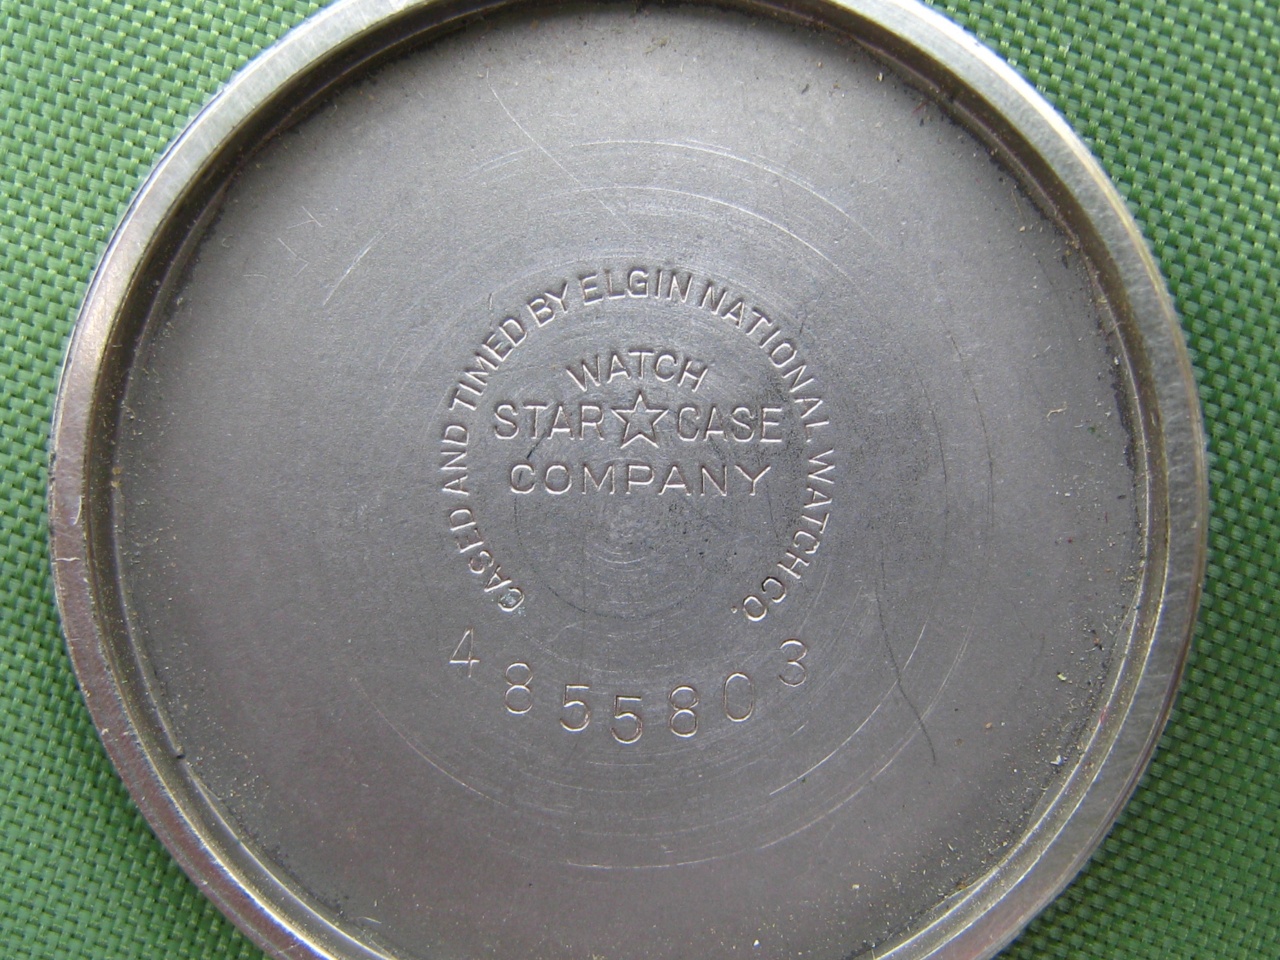 CASED AND TIMED BY ELGIN NATIONAL WATCH CO.
WATCH
STAR CASE
COMPANY
4855803